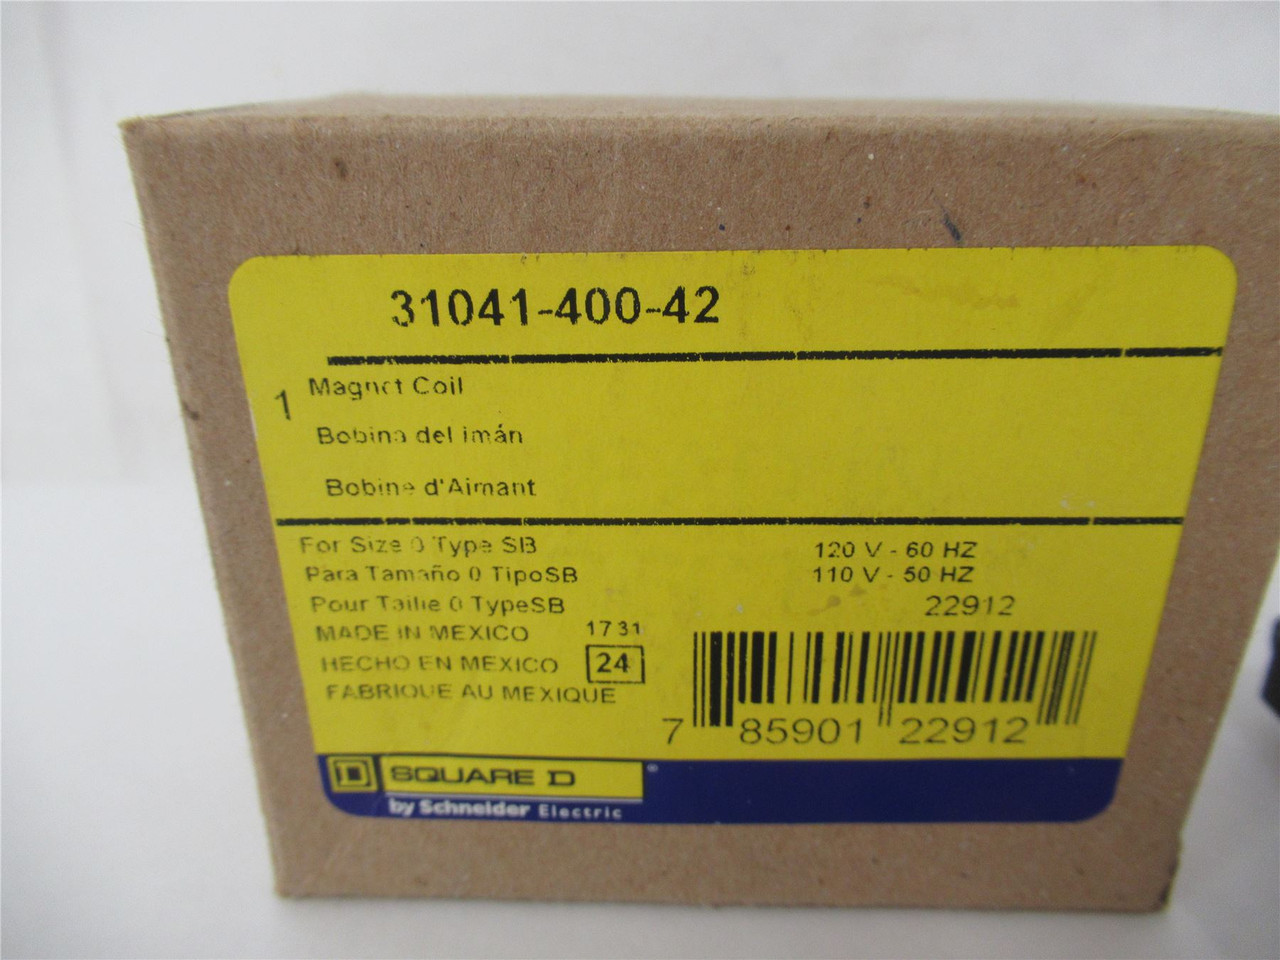 31041-400-42
1 Magnet Coil
Bobina del imán
Bobine d'Aimant
For Size 0 Type SB 120 V - 60 HZ
Para Tamaño 0 TipoSB 110 V - 50 HZ
Pour Taille 0 TypeSB 22912
MADE IN MEXICO 1731
HECHO EN MEXICO 24
FABRIQUE AU MEXIQUE
7 85901 22912
D SQUARE D ®
by Schneider Electric